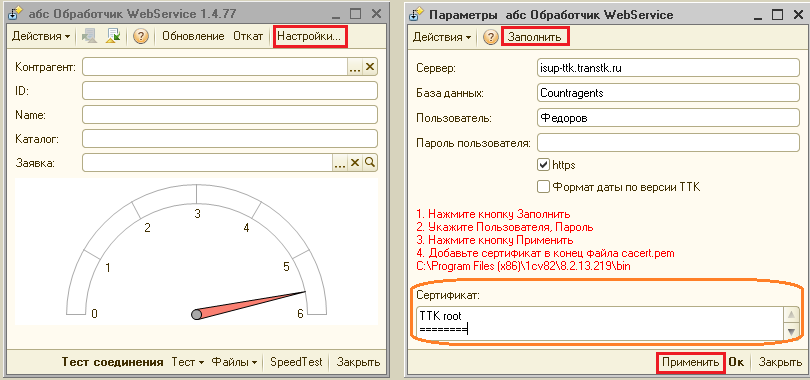 абс Обработчик WebService 1.4.77
Действия
Обновление Откат Настройки...
Контрагент:
ID:
Name:
Каталог:
Заявка:
0
1
2
3
4
5
6
Тест соединения Тест Файлы SpeedTest Закрыть
Параметры абс Обработчик WebService
Действия Заполнить
Сервер: isup-ttk.transtk.ru
База данных: Countragents
Пользователь: Федоров
Пароль пользователя:
https
Формат даты по версии ТТК
1. Нажмите кнопку Заполнить
2. Укажите Пользователя, Пароль
3. Нажмите кнопку Применить
4. Добавьте сертификат в конец файла cacert.pem
C:\Program Files (x86)\1cv82\8.2.13.219\bin
Сертификат:
TTK root
========
Применить Ок Закрыть